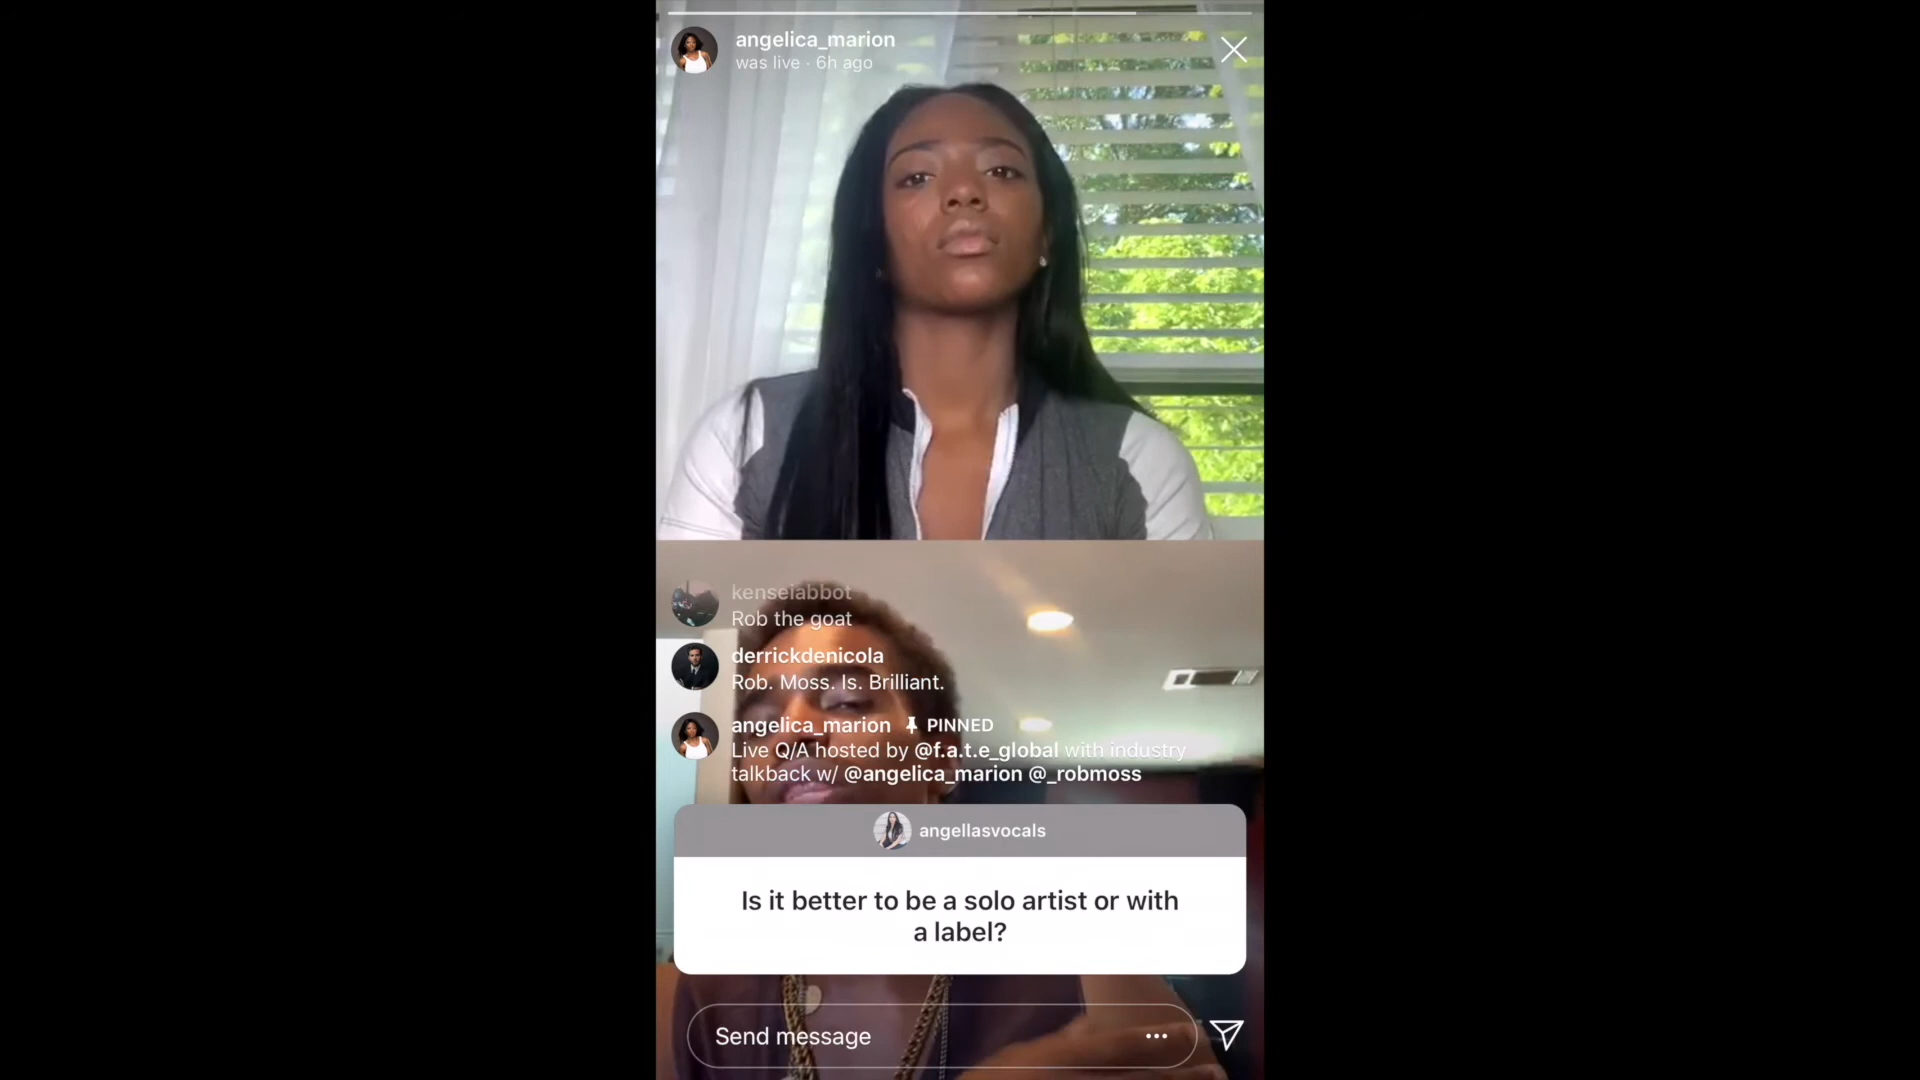 angelica_marion
was live · 6h ago
kenseiabbot
Rob the goat
derrickdenicola
Rob. Moss. Is. Brilliant.
angelica_marion PINNED
Live Q/A hosted by @f.a.t.e_global with industry
talkback w/ @angelica_marion @_robmoss
angellasvocals
Is it better to be a solo artist or with
a label?
Send message